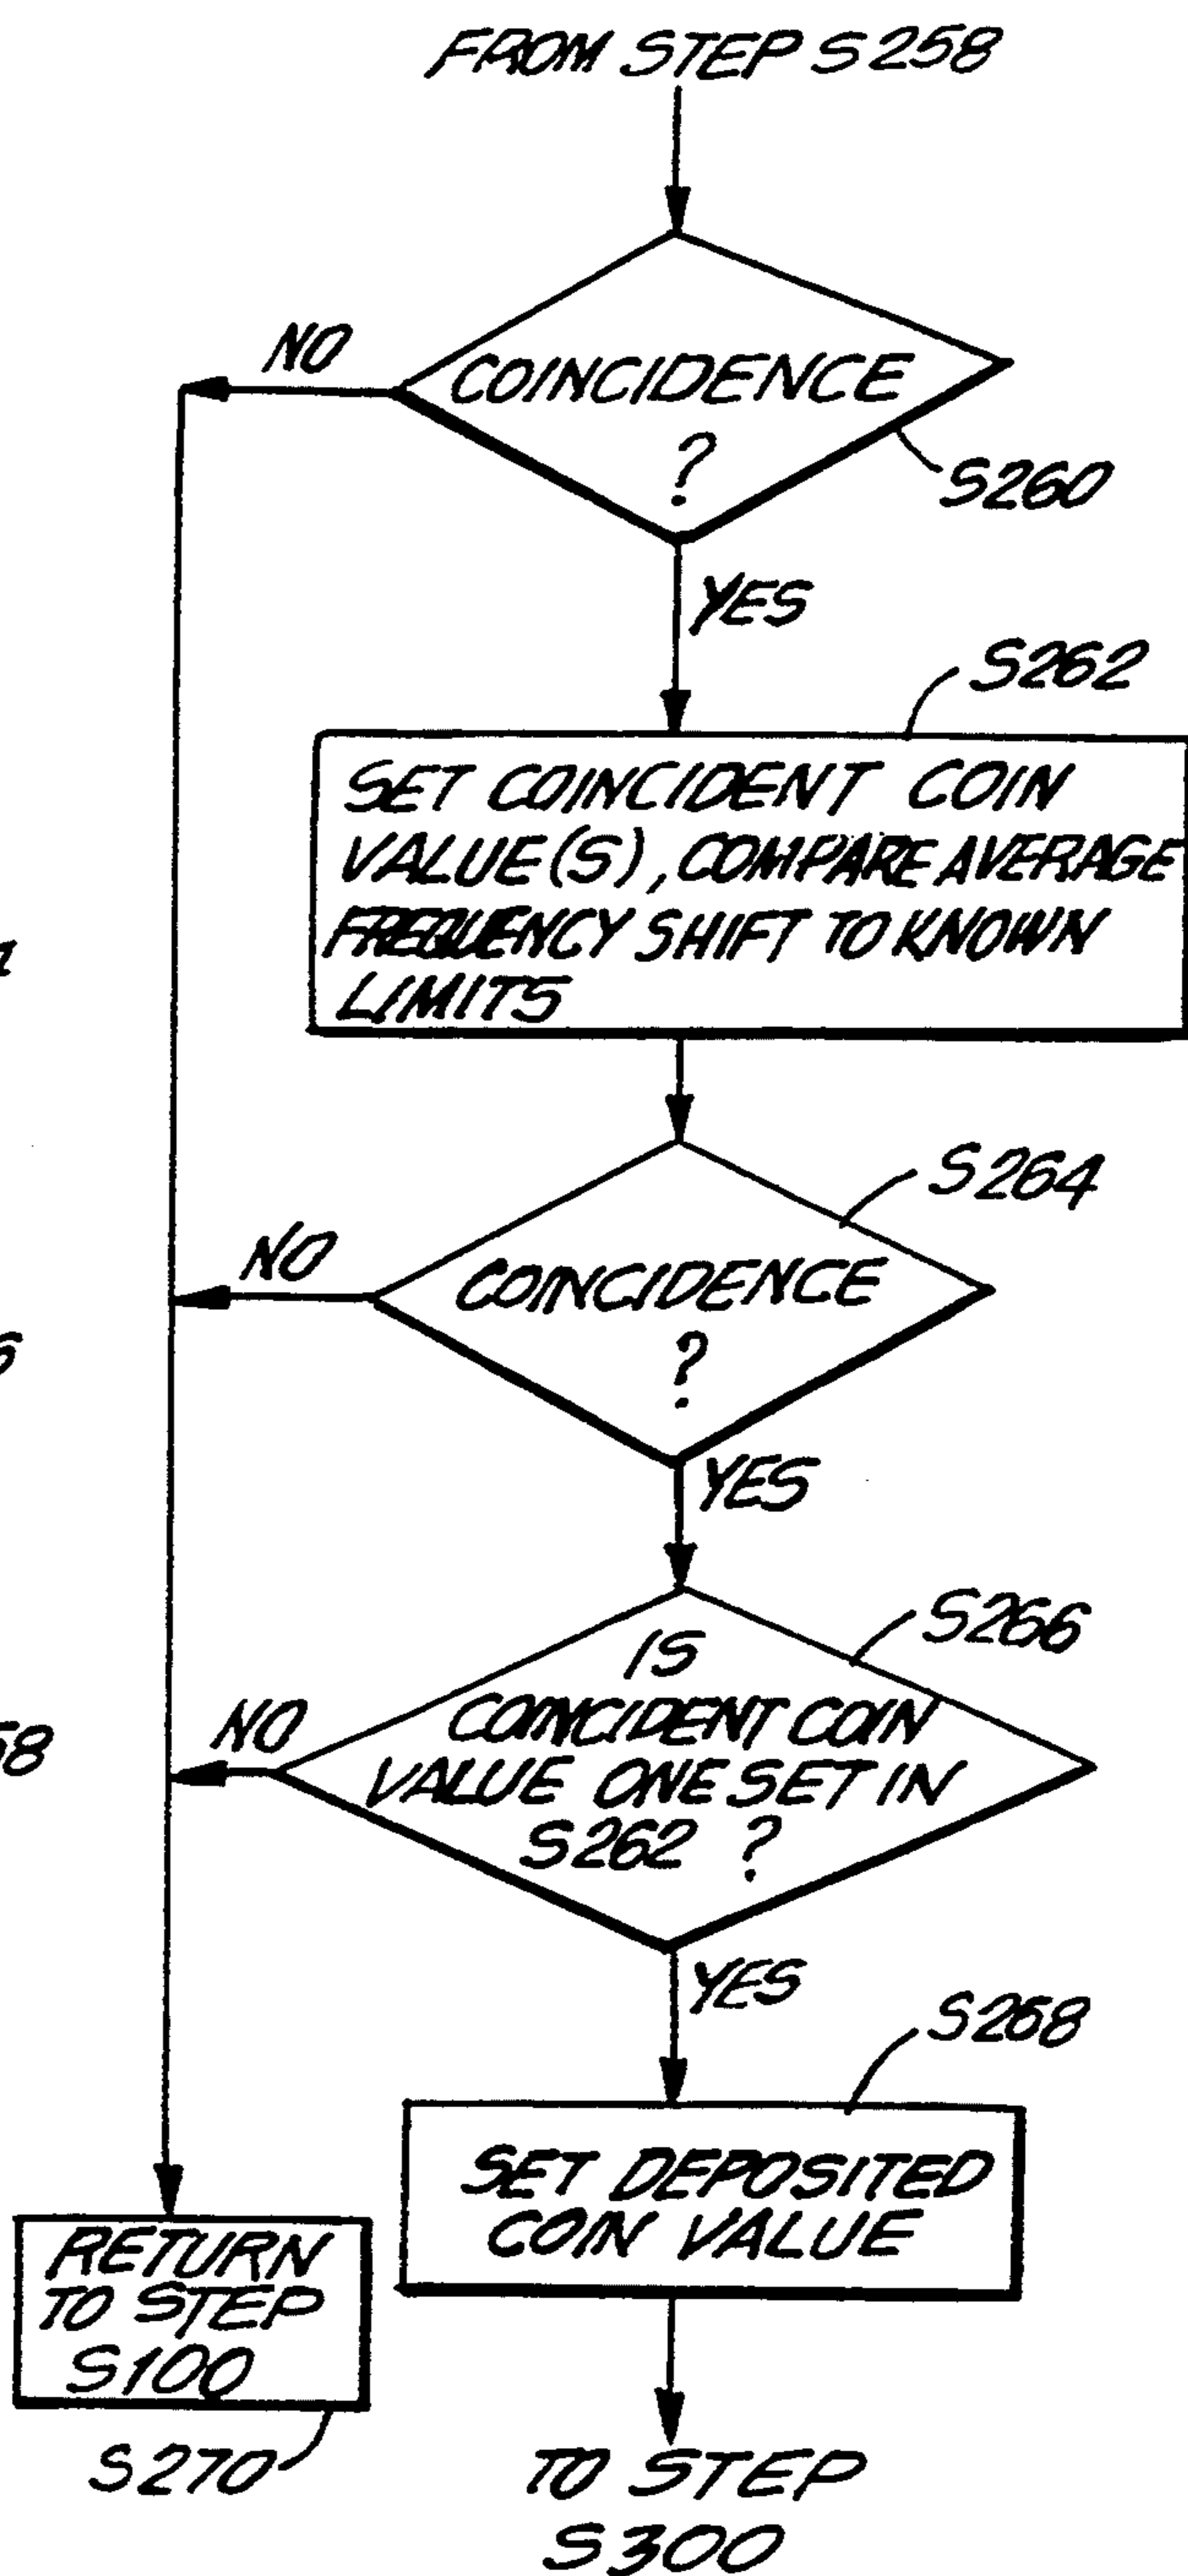 FROM STEP S258
NO
COINCIDENCE
?
S260
YES
S262
SET COINCIDENT COIN
VALUE(S), COMPARE AVERAGE
FREQUENCY SHIFT TO KNOWN
LIMITS
S264
NO
COINCIDENCE
?
YES
S266
IS
COINCIDENT COIN
VALUE ONE SET IN
S262 ?
NO
58
YES
S268
SET DEPOSITED
COIN VALUE
RETURN
TO STEP
S100
S270
TO STEP
S300